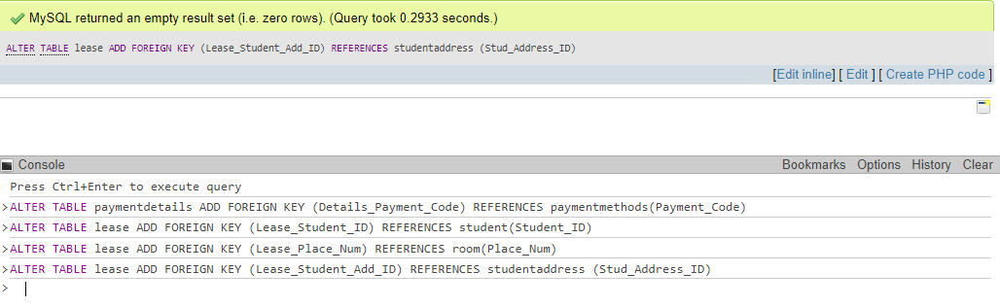 MySQL returned an empty result set (i.e. zero rows). (Query took 0.2933 seconds.)
ALTER TABLE lease ADD FOREIGN KEY (Lease_Student_Add_ID) REFERENCES studentaddress (Stud_Address_ID)
[Edit inline] [ Edit ] [ Create PHP code ]
Console Bookmarks Options History Clear
Press Ctrl+Enter to execute query
>ALTER TABLE paymentdetails ADD FOREIGN KEY (Details_Payment_Code) REFERENCES paymentmethods(Payment_Code)
>ALTER TABLE lease ADD FOREIGN KEY (Lease_Student_ID) REFERENCES student(Student_ID)
>ALTER TABLE lease ADD FOREIGN KEY (Lease_Place_Num) REFERENCES room(Place_Num)
>ALTER TABLE lease ADD FOREIGN KEY (Lease_Student_Add_ID) REFERENCES studentaddress (Stud_Address_ID)
>